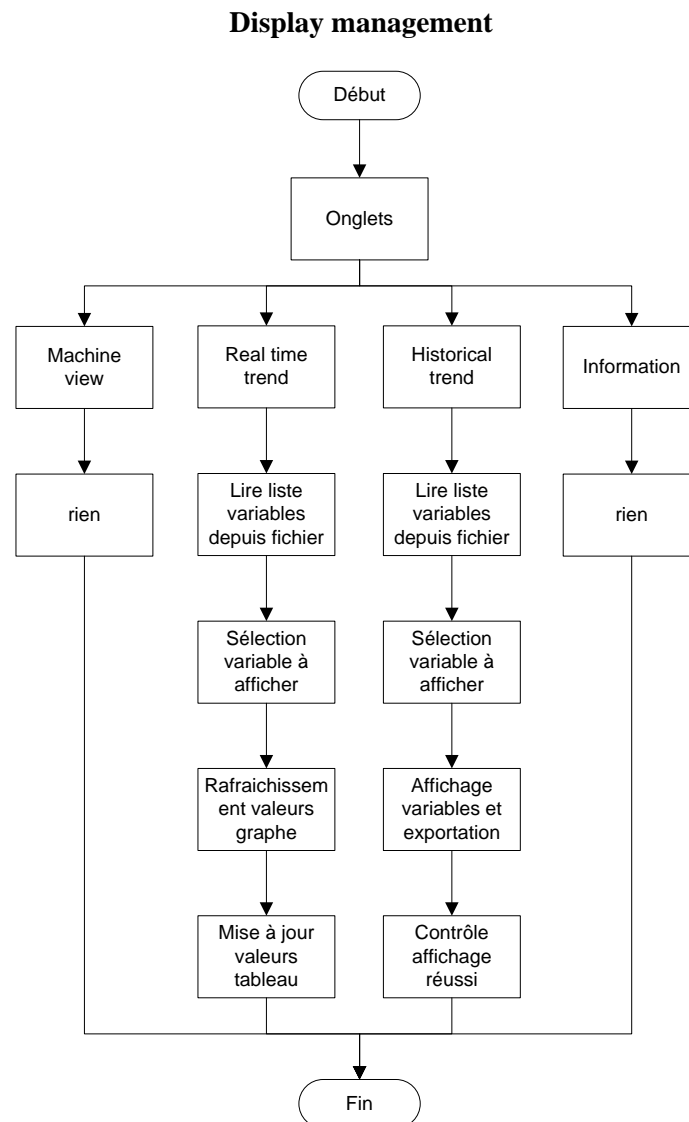 Display management
Début
Onglets
Machine
view
Real time
trend
Historical
trend
Information
rien
Lire liste
variables
depuis fichier
Lire liste
variables
depuis fichier
rien
Sélection
variable à
afficher
Sélection
variable à
afficher
Rafraichissem
ent valeurs
graphe
Affichage
variables et
exportation
Mise à jour
valeurs
tableau
Contrôle
affichage
réussi
Fin